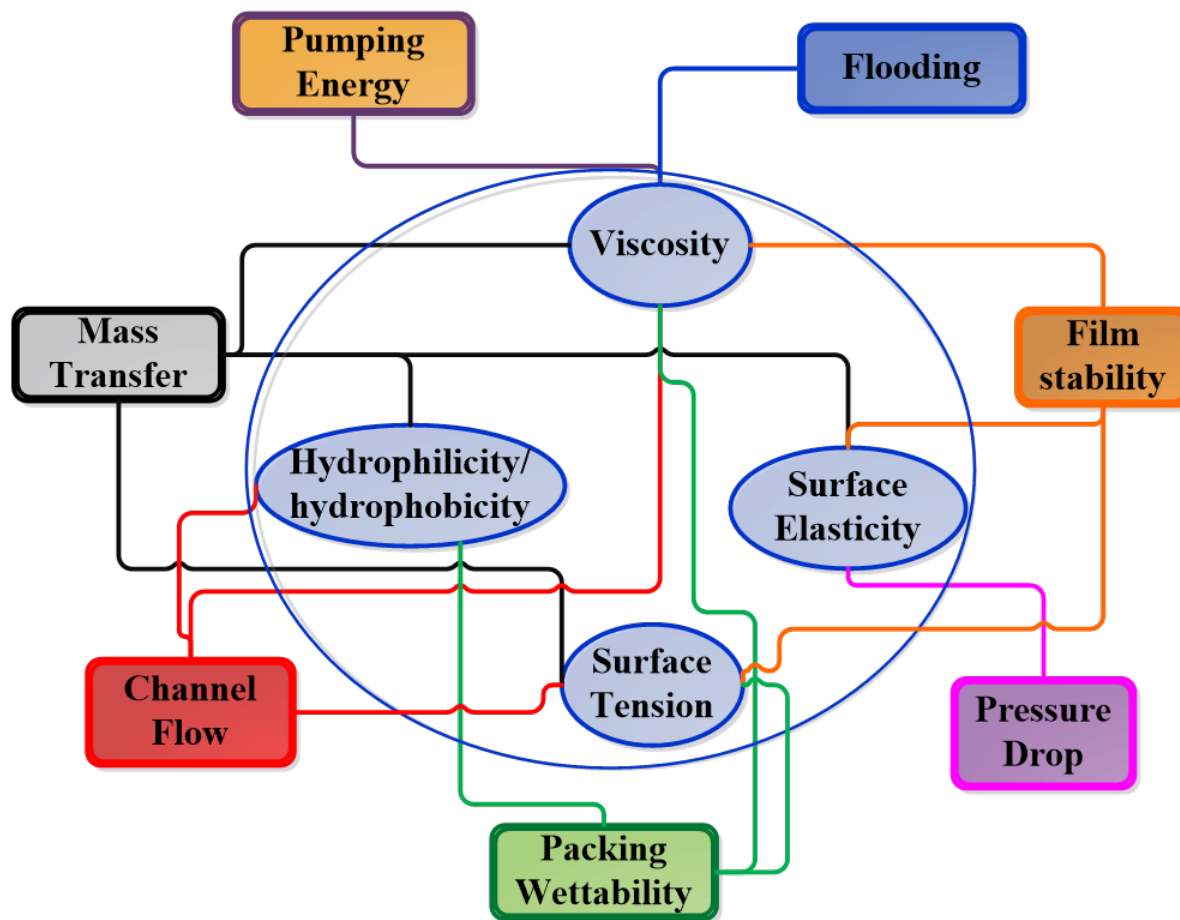 Pumping
Energy
Flooding
Viscosity
Mass
Transfer
Film
stability
Hydrophilicity/
hydrophobicity
Surface
Elasticity
Surface
Tension
Channel
Flow
Pressure
Drop
Packing
Wettability